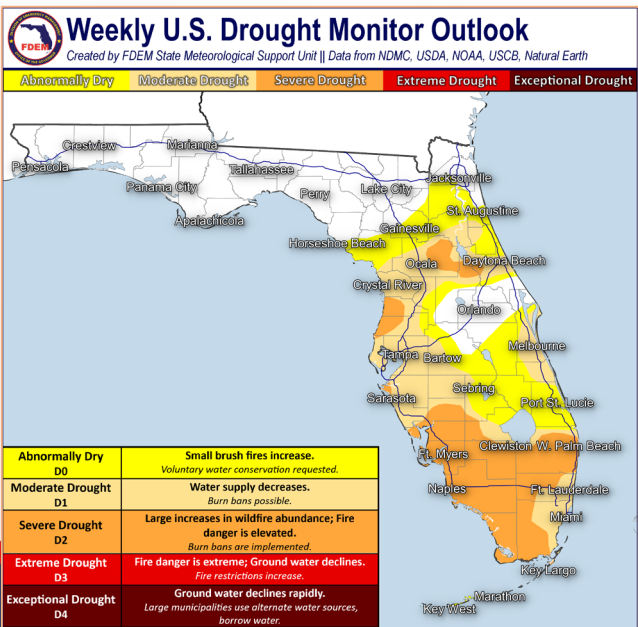 Weekly U.S. Drought Monitor Outlook
Created by FDEM State Meteorological Support Unit || Data from NDMC, USDA, NOAA, USCB, Natural Earth
FDEM
Abnormally Dry Moderate Drought Severe Drought Extreme Drought Exceptional Drought
Crestview
Marianna
Pensacola
Tallahassee
Jacksonville
Panama City
Perry
Lake City
Apalachicola
St. Augustine
Gainesville
Horseshoe Beach
Ocala
Daytona Beach
Crystal River
Orlando
Tampa
Bartow
Melbourne
Sebring
Sarasota
Port St. Lucie
Clewiston
W. Palm Beach
Ft. Myers
Naples
Ft. Lauderdale
Miami
Key Largo
Marathon
Key West
Abnormally Dry
D0
Small brush fires increase.
Voluntary water conservation requested.
Moderate Drought
D1
Water supply decreases.
Burn bans possible.
Severe Drought
D2
Large increases in wildfire abundance; Fire
danger is elevated.
Burn bans are implemented.
Extreme Drought
D3
Fire danger is extreme; Ground water declines.
Fire restrictions increase.
Exceptional Drought
D4
Ground water declines rapidly.
Large municipalities use alternate water sources,
borrow water.